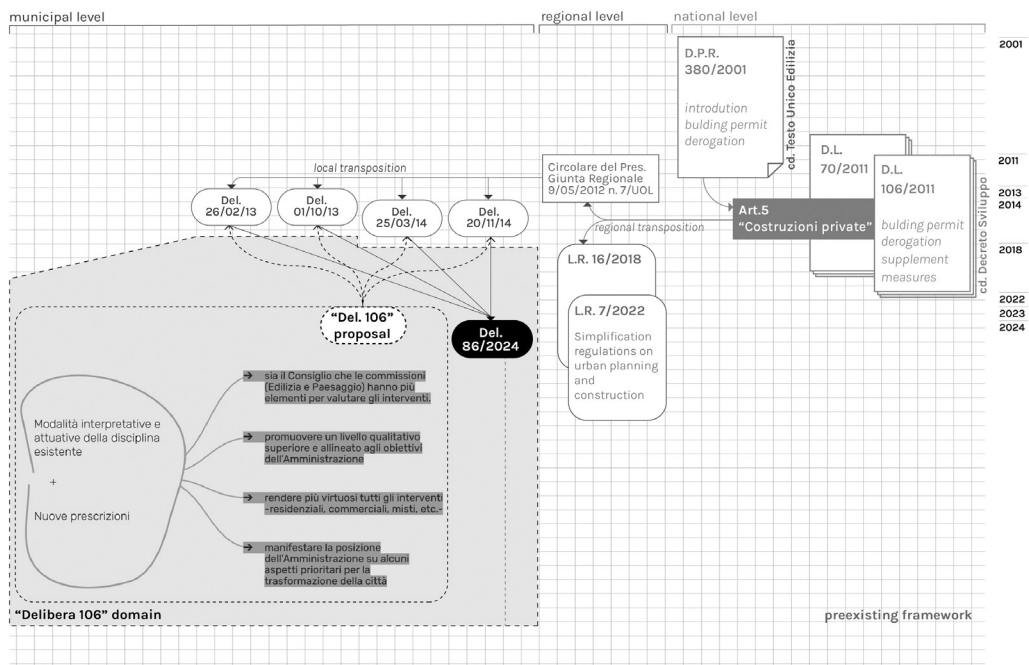 municipal level
regional level
national level
2001
2011
2013
2014
2018
2022
2023
2024
D.P.R.
380/2001
introdution
bulding permit
derogation
cd. Testo Unico Edilizia
D.L.
70/2011
D.L.
106/2011
bulding permit
derogation
supplement
measures
cd. Decreto Sviluppo
Art.5
“Costruzioni private”
Circolare del Pres.
Giunta Regionale
9/05/2012 n. 7/UOL
local transposition
regional transposition
Del.
26/02/13
Del.
01/10/13
Del.
25/03/14
Del.
20/11/14
L.R. 16/2018
L.R. 7/2022
Simplification
regulations on
urban planning
and
construction
“Del. 106”
proposal
Del.
86/2024
Modalità interpretative e
attuative della disciplina
esistente
+
Nuove prescrizioni
→ sia il Consiglio che le commissioni
(Edilizia e Paesaggio) hanno più
elementi per valutare gli interventi.
→ promuovere un livello qualitativo
superiore e allineato agli obiettivi
dell'Amministrazione
→ rendere più virtuosi tutti gli interventi
-residenziali, commerciali, misti, etc.-
→ manifestare la posizione
dell'Amministrazione su alcuni
aspetti prioritari per la
trasformazione della città
“Delibera 106” domain
preexisting framework